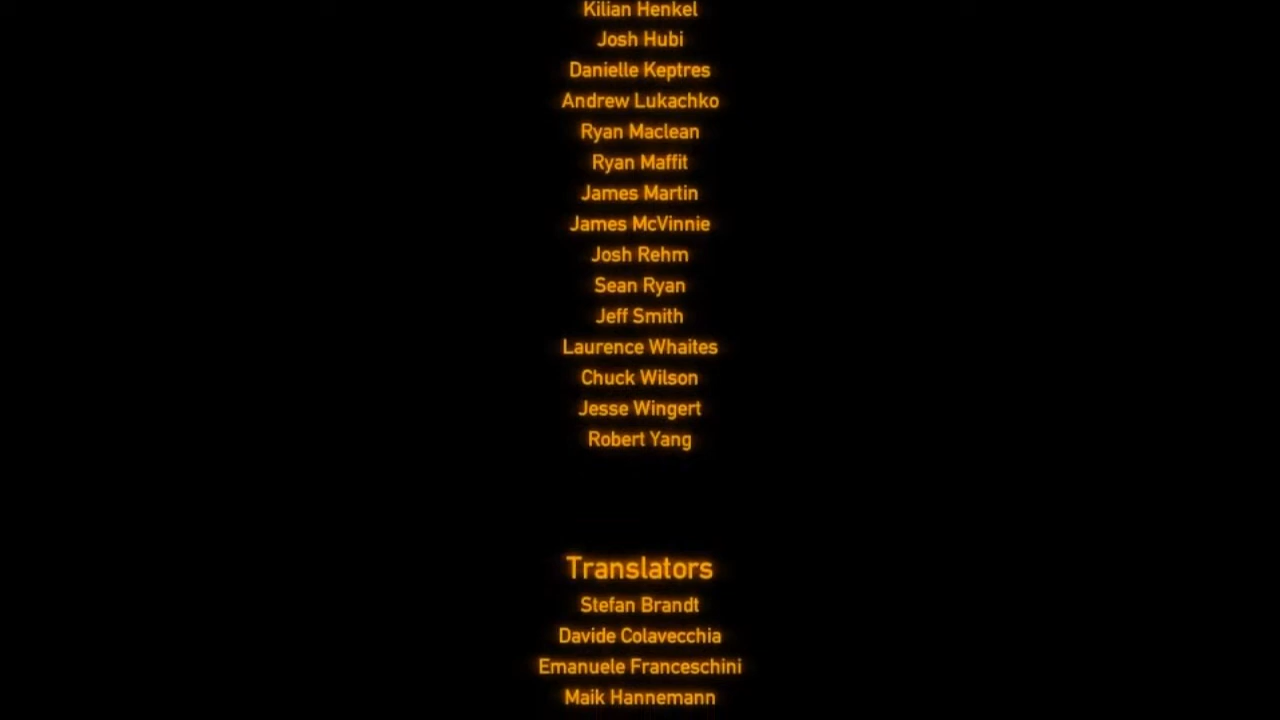 Kilian Henkel
Josh Hubi
Danielle Keptres
Andrew Lukachko
Ryan Maclean
Ryan Maffit
James Martin
James McVinnie
Josh Rehm
Sean Ryan
Jeff Smith
Laurence Whaites
Chuck Wilson
Jesse Wingert
Robert Yang
Translators
Stefan Brandt
Davide Colavecchia
Emanuele Franceschini
Maik Hannemann